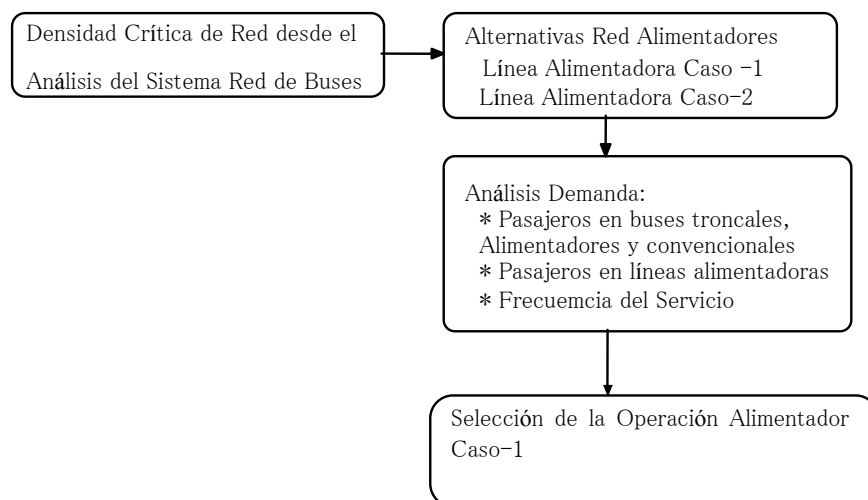 Densidad Crítica de Red desde el
Análisis del Sistema Red de Buses
Alternativas Red Alimentadores
Línea Alimentadora Caso -1
Línea Alimentadora Caso-2
Análisis Demanda:
* Pasajeros en buses troncales,
Alimentadores y convencionales
* Pasajeros en líneas alimentadoras
* Frecuemcia del Servicio
Selección de la Operación Alimentador
Caso-1